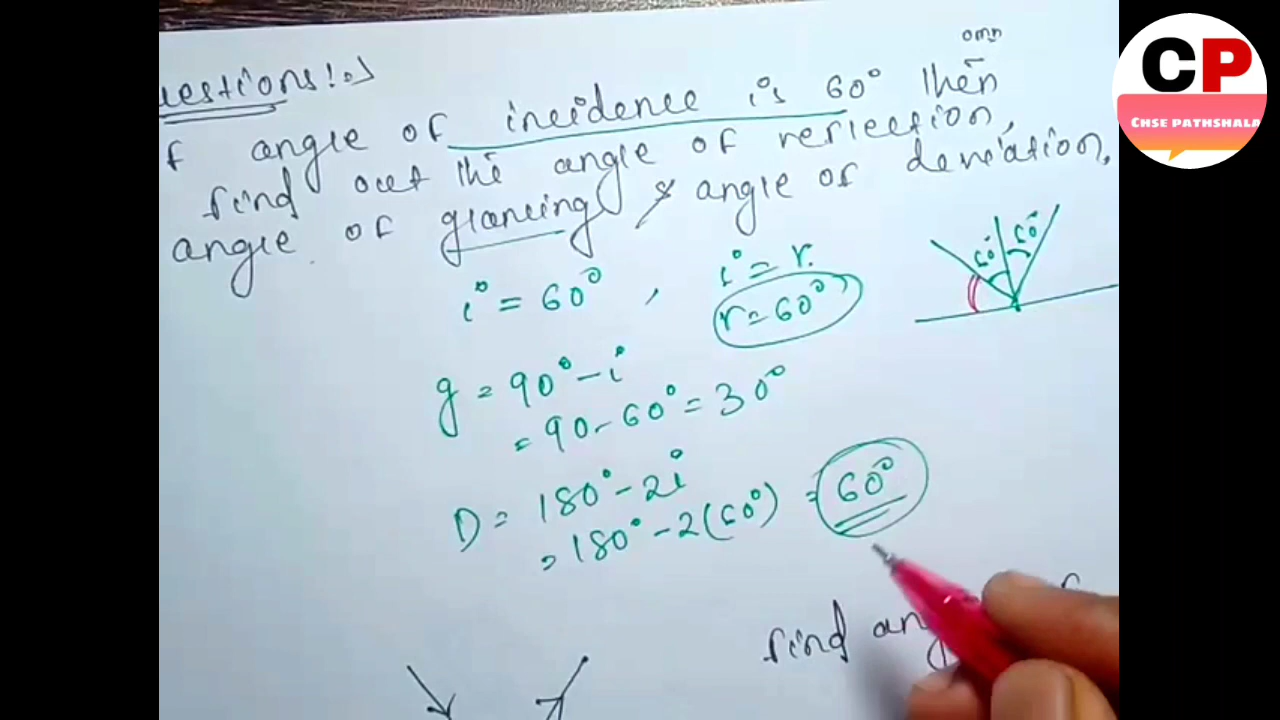 uestions:→
f angle of incidence is 60° then
find out the angle of reflection,
angle of glancing & angle of deviation.
i = 60° , i = r.
r = 60°
g = 90° - i
= 90 - 60° = 30°
D = 180° - 2i
= 180° - 2(60°) = 60°
find ang
60° 60°
CP
CHSE PATHSHALA